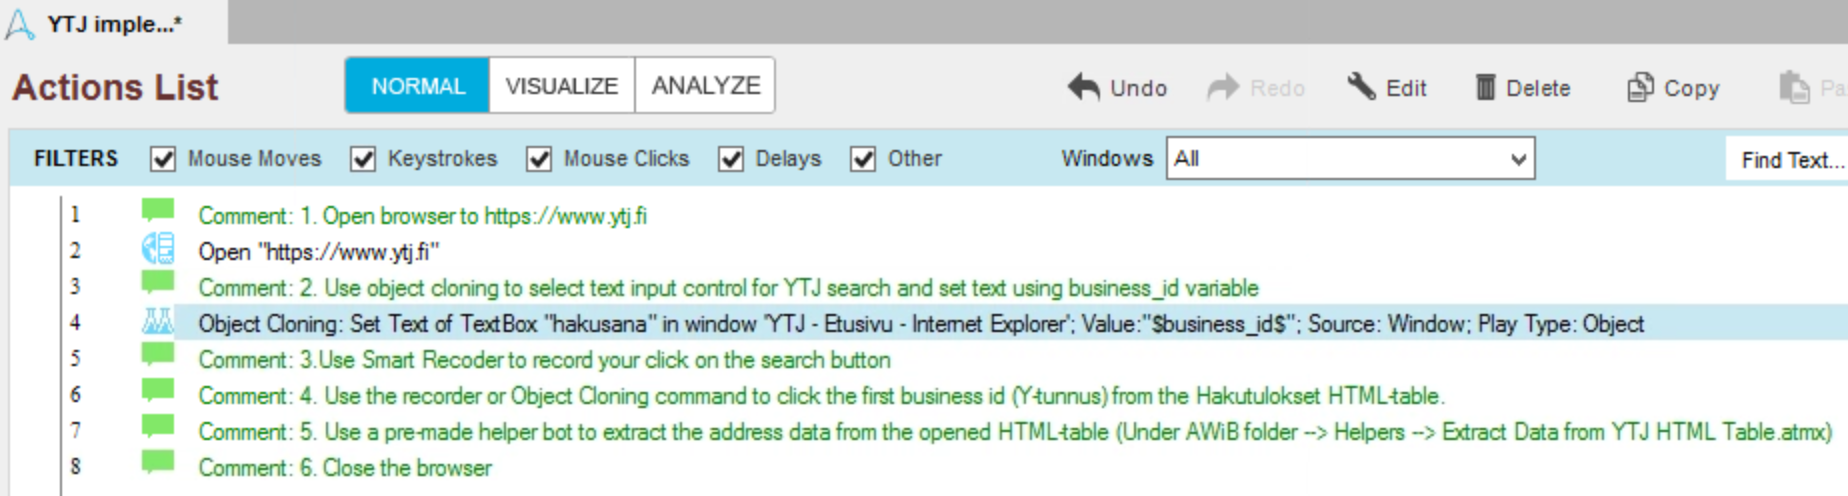 YTJ imple...*
Actions List NORMAL VISUALIZE ANALYZE Undo Redo Edit Delete Copy Pa
FILTERS Mouse Moves Keystrokes Mouse Clicks Delays Other Windows All Find Text...
1 Comment: 1. Open browser to https://www.ytj.fi
2 Open "https://www.ytj.fi"
3 Comment: 2. Use object cloning to select text input control for YTJ search and set text using business_id variable
4 Object Cloning: Set Text of TextBox "hakusana" in window 'YTJ - Etusivu - Internet Explorer'; Value:"$business_id$"; Source: Window; Play Type: Object
5 Comment: 3.Use Smart Recoder to record your click on the search button
6 Comment: 4. Use the recorder or Object Cloning command to click the first business id (Y-tunnus) from the Hakutulokset HTML-table.
7 Comment: 5. Use a pre-made helper bot to extract the address data from the opened HTML-table (Under AWiB folder --> Helpers --> Extract Data from YTJ HTML Table.atmx)
8 Comment: 6. Close the browser